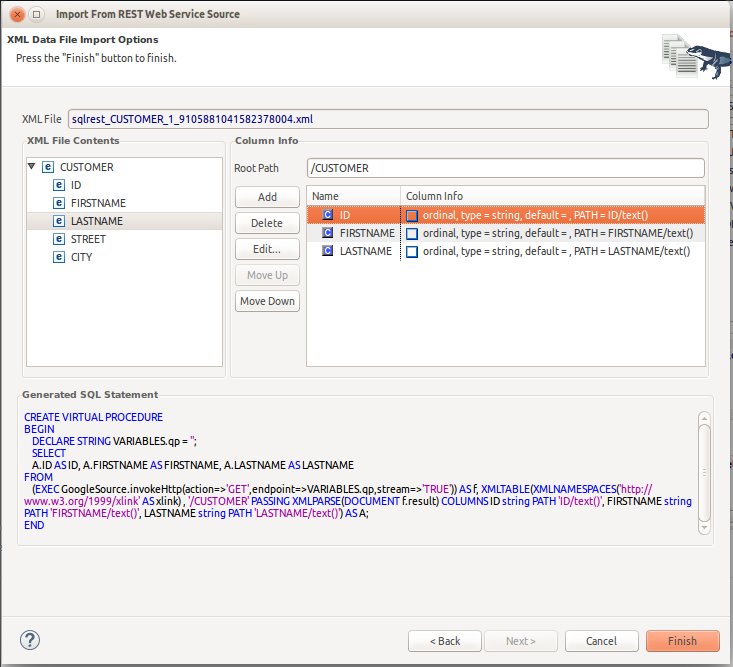 Import From REST Web Service Source
XML Data File Import Options
Press the "Finish" button to finish.
XML File sqlrest_CUSTOMER_1_9105881041582378004.xml
XML File Contents
CUSTOMER
ID
FIRSTNAME
LASTNAME
STREET
CITY
Column Info
Root Path /CUSTOMER
Add
Delete
Edit...
Move Up
Move Down
Name Column Info
ID ordinal, type = string, default = , PATH = ID/text()
FIRSTNAME ordinal, type = string, default = , PATH = FIRSTNAME/text()
LASTNAME ordinal, type = string, default = , PATH = LASTNAME/text()
Generated SQL Statement
CREATE VIRTUAL PROCEDURE
BEGIN
DECLARE STRING VARIABLES.qp = '';
SELECT
A.ID AS ID, A.FIRSTNAME AS FIRSTNAME, A.LASTNAME AS LASTNAME
FROM
(EXEC GoogleSource.invokeHttp(action=>'GET',endpoint=>VARIABLES.qp,stream=>'TRUE')) AS f, XMLTABLE(XMLNAMESPACES('http://
www.w3.org/1999/xlink' AS xlink) , '/CUSTOMER' PASSING XMLPARSE(DOCUMENT f.result) COLUMNS ID string PATH 'ID/text()', FIRSTNAME string
PATH 'FIRSTNAME/text()', LASTNAME string PATH 'LASTNAME/text()') AS A;
END
< Back
Next >
Cancel
Finish